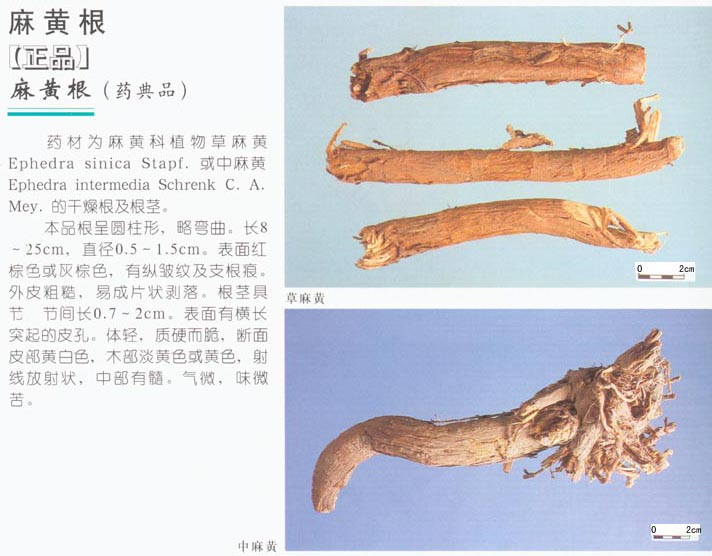 麻黄根
【正品】
麻黄根（药典品）
药材为麻黄科植物草麻黄
Ephedra sinica Stapf. 或中麻黄
Ephedra intermedia Schrenk C. A.
Mey. 的干燥根及根茎。
本品根呈圆柱形，略弯曲。长8
~25cm，直径0.5~1.5cm。表面红
棕色或灰棕色，有纵皱纹及支根痕。
外皮粗糙，易成片状剥落。根茎具
节 节间长0.7~2cm。表面有横长
突起的皮孔。体轻，质硬而脆，断面
皮部黄白色，木部淡黄色或黄色，射
线放射状，中部有髓。气微，味微
苦。
0 2cm
草麻黄
0 2cm
中麻黄